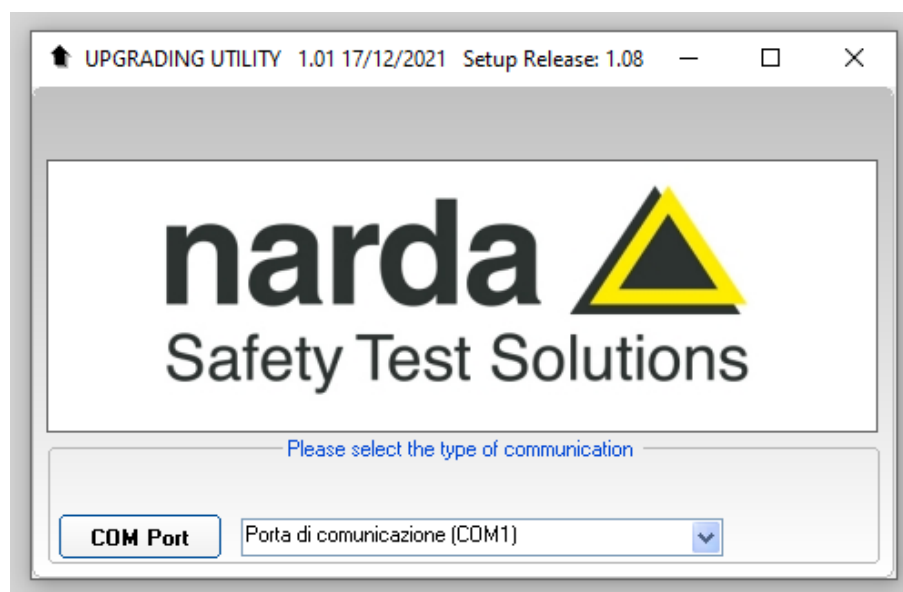 UPGRADING UTILITY 1.01 17/12/2021 Setup Release: 1.08
narda
Safety Test Solutions
Please select the type of communication
COM Port Porta di comunicazione (COM1)